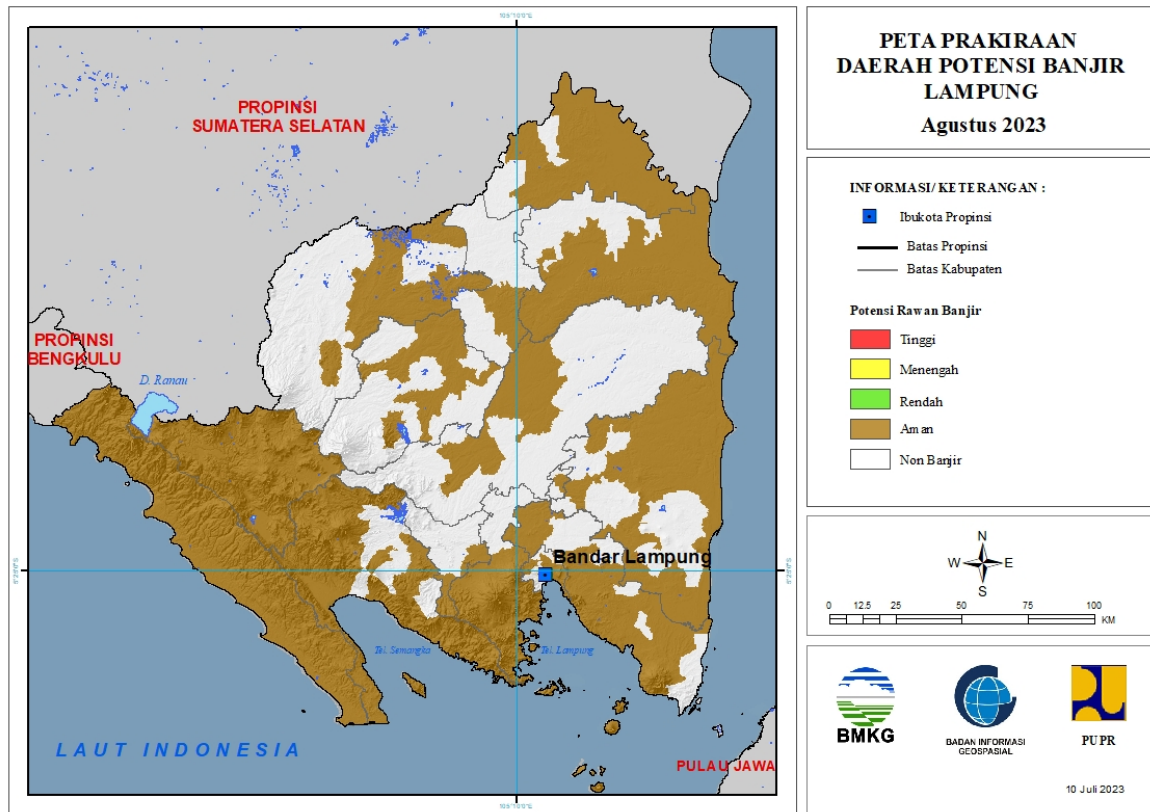 PETA PRAKIRAAN
DAERAH POTENSI BANJIR
LAMPUNG
Agustus 2023
INFORMASI/ KETERANGAN :
Ibukota Propinsi
Batas Propinsi
Batas Kabupaten
Potensi Rawan Banjir
Tinggi
Menengah
Rendah
Aman
Non Banjir
N
W E
S
0 12.5 25 50 75 100
KM
BMKG
BADAN INFORMASI
GEOSPASIAL
PUPR
10 Juli 2023
PROPINSI
SUMATERA SELATAN
PROPINSI
BENGKULU
D. Ranau
Bandar Lampung
Tel. Semangka
Tel. Lampung
LAUT INDONESIA
PULAU JAWA